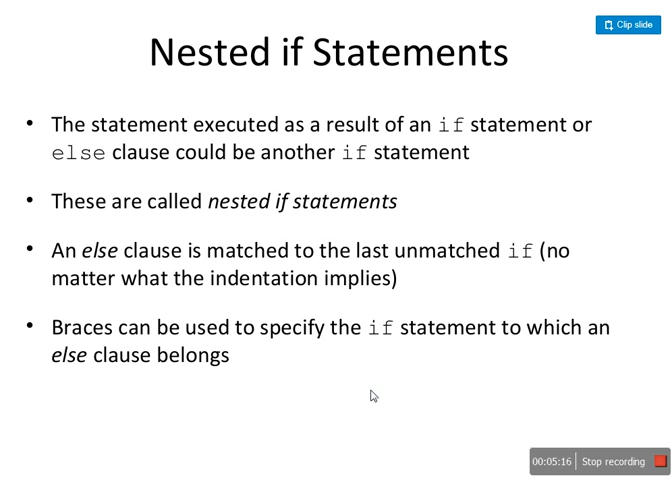 Clip slide
Nested if Statements
• The statement executed as a result of an if statement or
else clause could be another if statement
• These are called nested if statements
• An else clause is matched to the last unmatched if (no
matter what the indentation implies)
• Braces can be used to specify the if statement to which an
else clause belongs
00:05:16 Stop recording